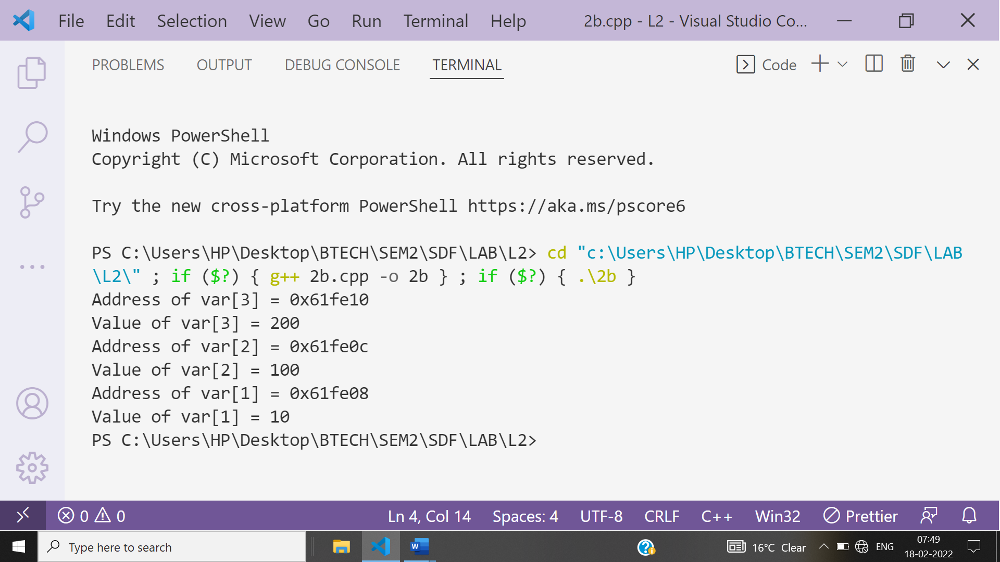 File Edit Selection View Go Run Terminal Help 2b.cpp - L2 - Visual Studio Co...
PROBLEMS OUTPUT DEBUG CONSOLE TERMINAL Code
Windows PowerShell
Copyright (C) Microsoft Corporation. All rights reserved.
Try the new cross-platform PowerShell https://aka.ms/pscore6
PS C:\Users\HP\Desktop\BTECH\SEM2\SDF\LAB\L2> cd "c:\Users\HP\Desktop\BTECH\SEM2\SDF\LAB
\L2\" ; if ($?) { g++ 2b.cpp -o 2b } ; if ($?) { .\2b }
Address of var[3] = 0x61fe10
Value of var[3] = 200
Address of var[2] = 0x61fe0c
Value of var[2] = 100
Address of var[1] = 0x61fe08
Value of var[1] = 10
PS C:\Users\HP\Desktop\BTECH\SEM2\SDF\LAB\L2>
0 0 Ln 4, Col 14 Spaces: 4 UTF-8 CRLF C++ Win32 Prettier
Type here to search W 16°C Clear ENG 07:49
18-02-2022